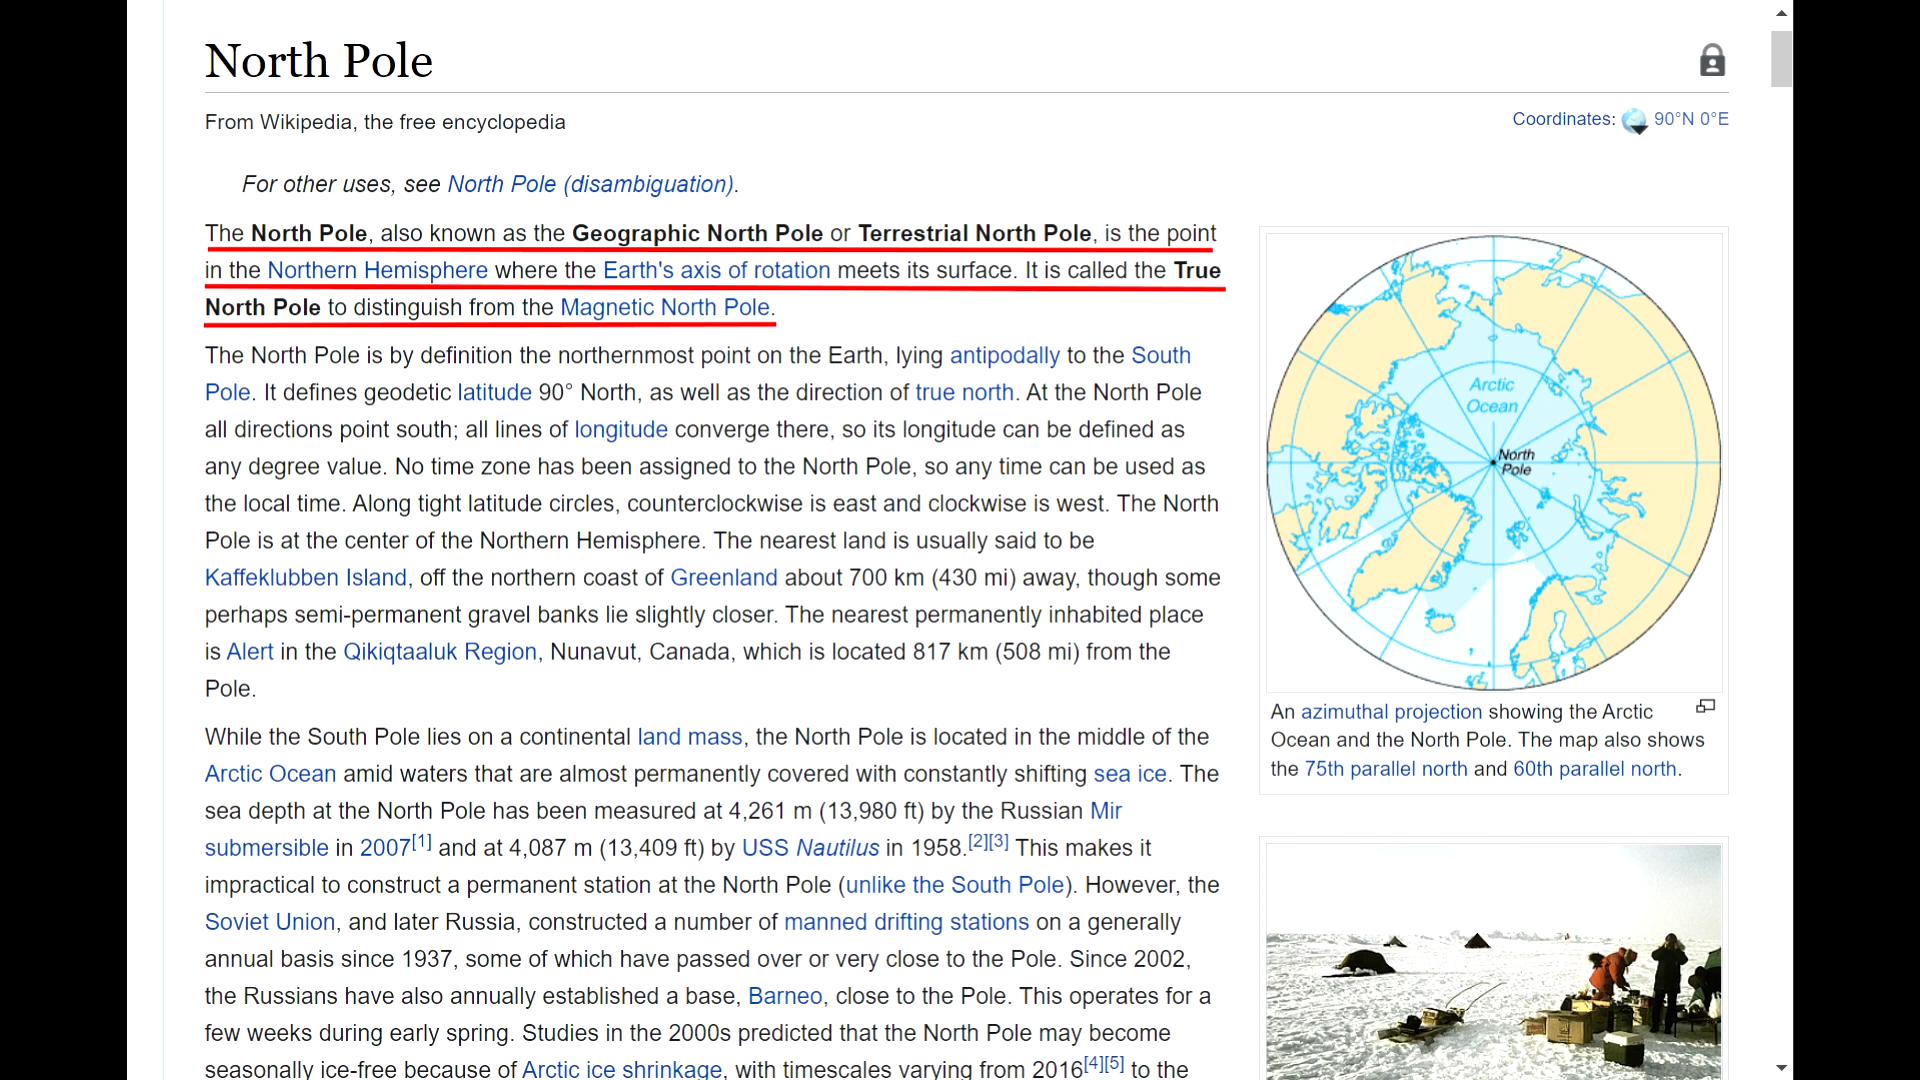 North Pole
From Wikipedia, the free encyclopedia
Coordinates: 90°N 0°E
For other uses, see North Pole (disambiguation).
The North Pole, also known as the Geographic North Pole or Terrestrial North Pole, is the point
in the Northern Hemisphere where the Earth's axis of rotation meets its surface. It is called the True
North Pole to distinguish from the Magnetic North Pole.
The North Pole is by definition the northernmost point on the Earth, lying antipodally to the South
Pole. It defines geodetic latitude 90° North, as well as the direction of true north. At the North Pole
all directions point south; all lines of longitude converge there, so its longitude can be defined as
any degree value. No time zone has been assigned to the North Pole, so any time can be used as
the local time. Along tight latitude circles, counterclockwise is east and clockwise is west. The North
Pole is at the center of the Northern Hemisphere. The nearest land is usually said to be
Kaffeklubben Island, off the northern coast of Greenland about 700 km (430 mi) away, though some
perhaps semi-permanent gravel banks lie slightly closer. The nearest permanently inhabited place
is Alert in the Qikiqtaaluk Region, Nunavut, Canada, which is located 817 km (508 mi) from the
Pole.
While the South Pole lies on a continental land mass, the North Pole is located in the middle of the
Arctic Ocean amid waters that are almost permanently covered with constantly shifting sea ice. The
sea depth at the North Pole has been measured at 4,261 m (13,980 ft) by the Russian Mir
submersible in 2007[1] and at 4,087 m (13,409 ft) by USS Nautilus in 1958.[2][3] This makes it
impractical to construct a permanent station at the North Pole (unlike the South Pole). However, the
Soviet Union, and later Russia, constructed a number of manned drifting stations on a generally
annual basis since 1937, some of which have passed over or very close to the Pole. Since 2002,
the Russians have also annually established a base, Barneo, close to the Pole. This operates for a
few weeks during early spring. Studies in the 2000s predicted that the North Pole may become
seasonally ice-free because of Arctic ice shrinkage, with timescales varying from 2016[4][5] to the
Arctic
Ocean
North
Pole
An azimuthal projection showing the Arctic
Ocean and the North Pole. The map also shows
the 75th parallel north and 60th parallel north.